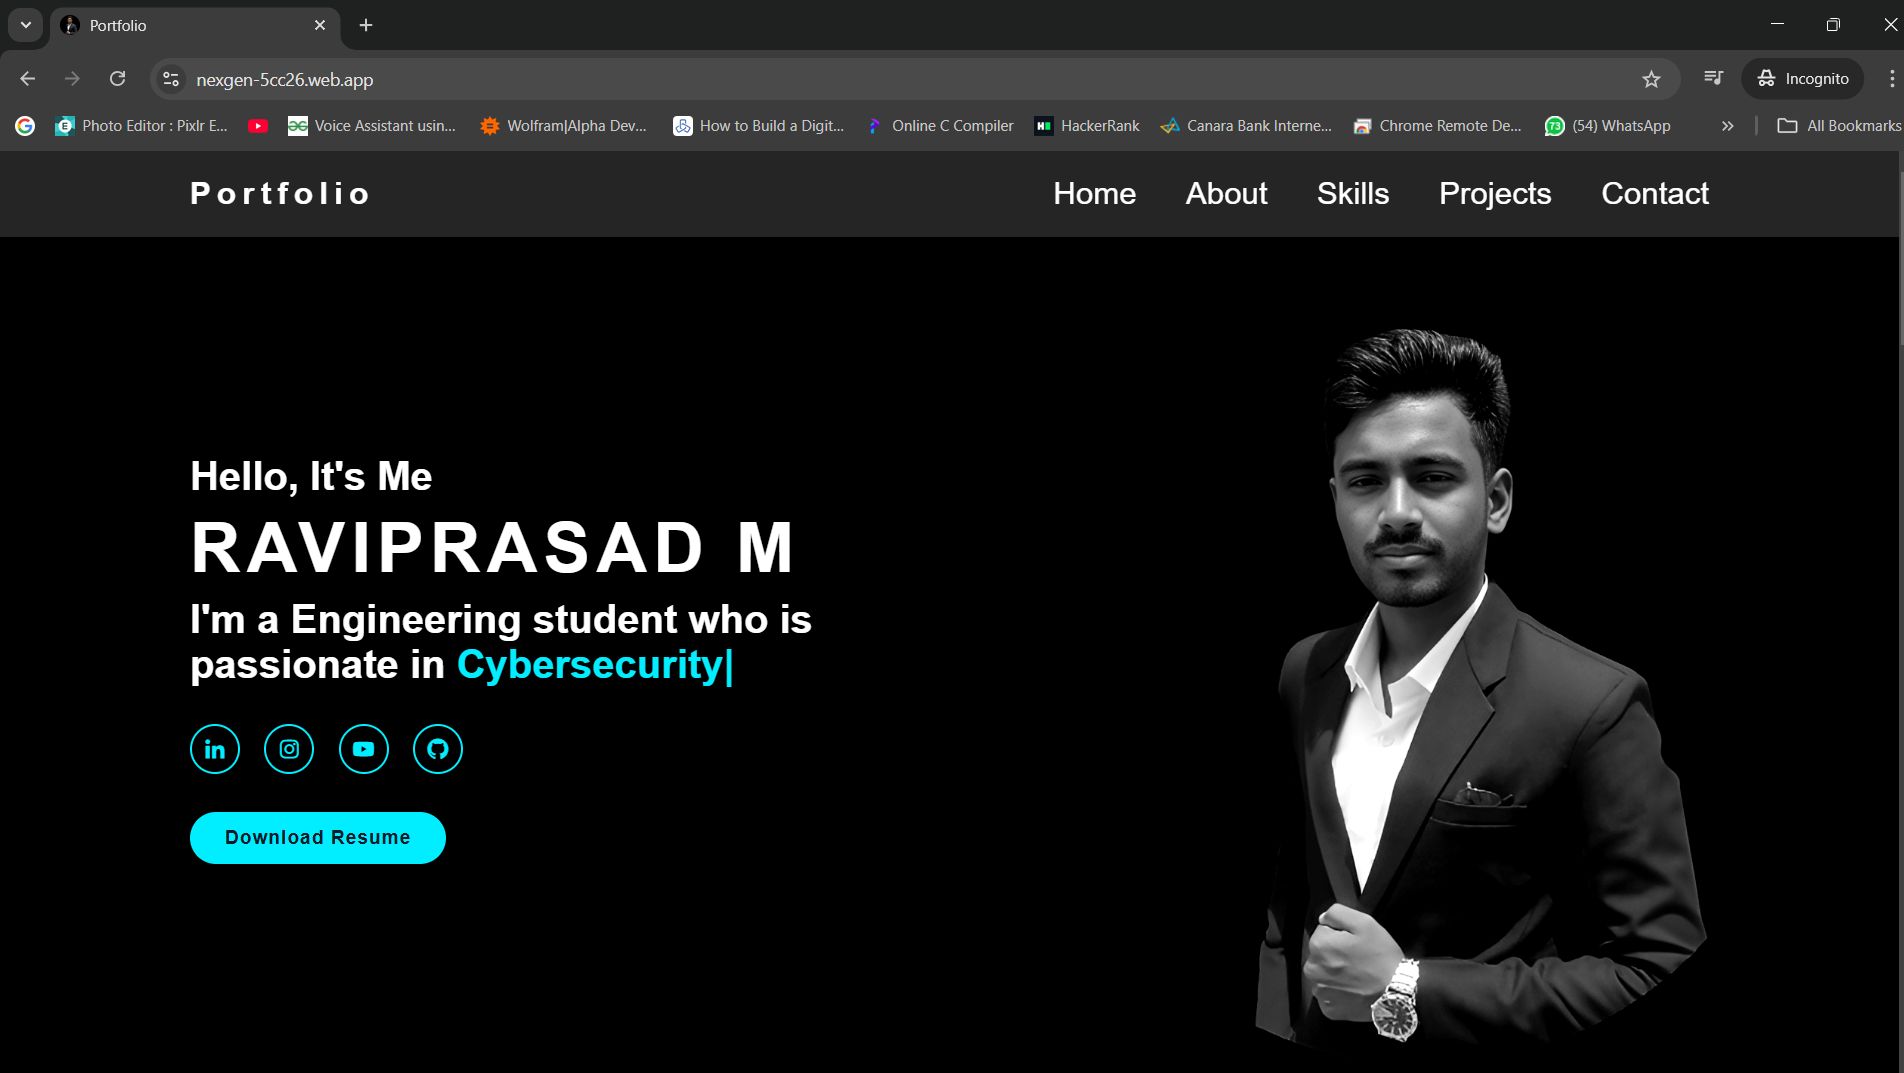 Portfolio
nexgen-5cc26.web.app
Incognito
Photo Editor : Pixlr E...
Voice Assistant usin...
Wolfram|Alpha Dev...
How to Build a Digit...
Online C Compiler
HackerRank
Canara Bank Interne...
Chrome Remote De...
73
(54) WhatsApp
All Bookmarks
Portfolio
Home
About
Skills
Projects
Contact
Hello, It's Me
RAVIPRASAD M
I'm a Engineering student who is
passionate in Cybersecurity|
Download Resume